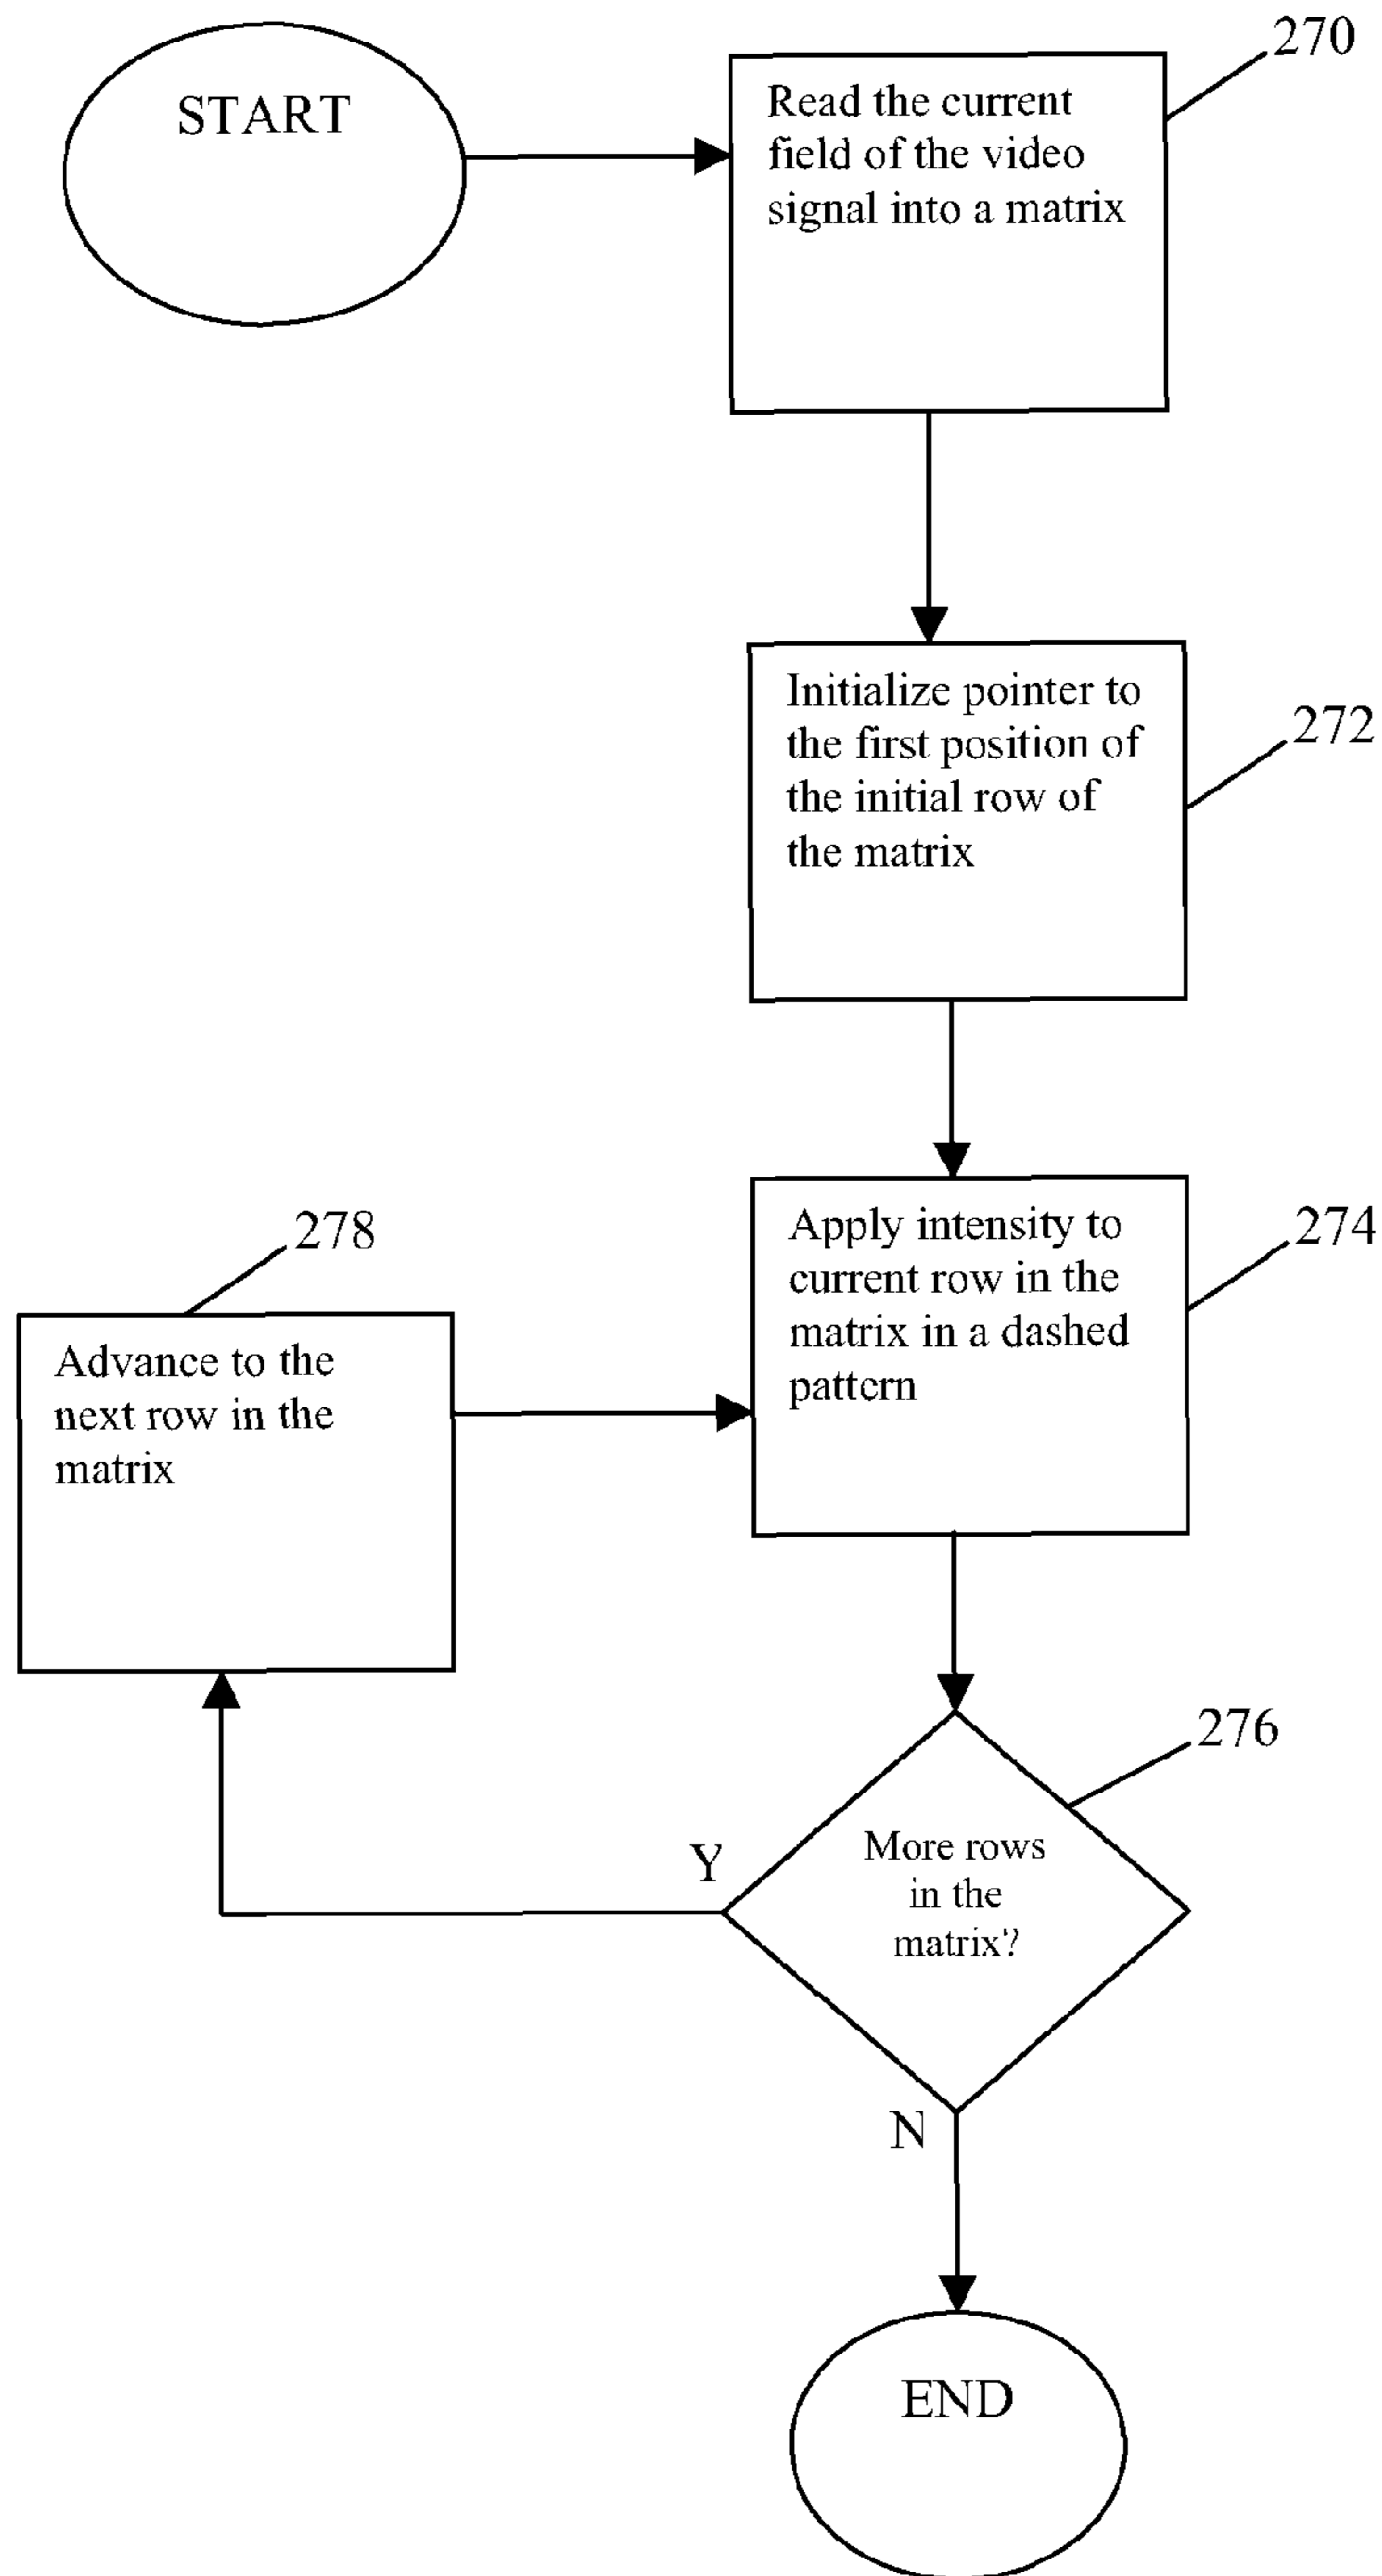 START
270
Read the current
field of the video
signal into a matrix
272
Initialize pointer to
the first position of
the initial row of
the matrix
274
Apply intensity to
current row in the
matrix in a dashed
pattern
278
Advance to the
next row in the
matrix
276
More rows
in the
matrix?
Y
N
END